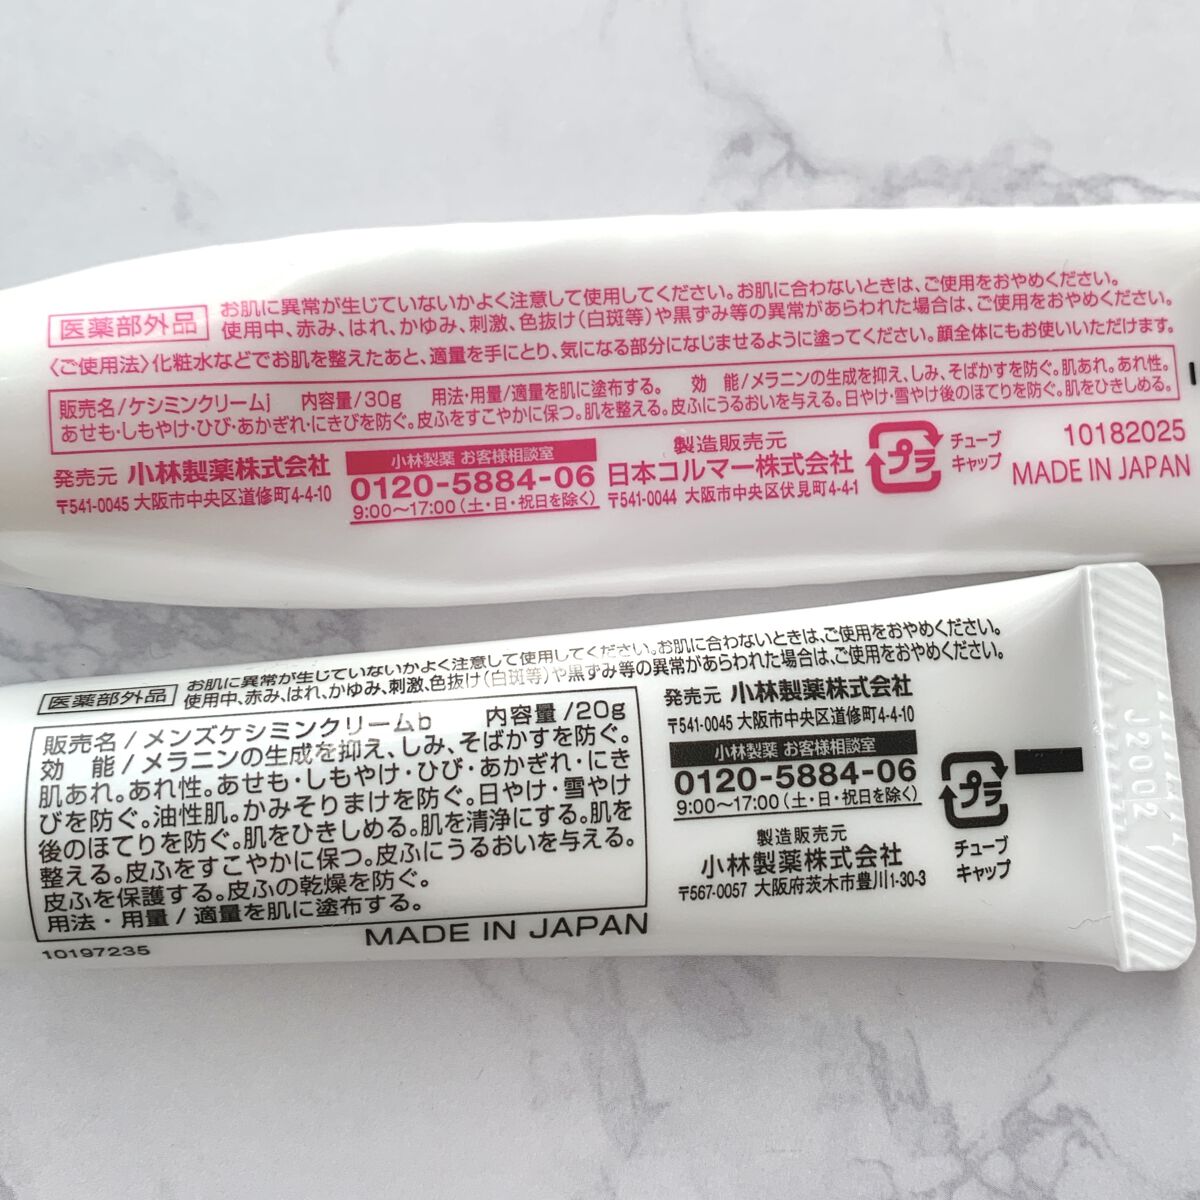 医薬部外品
お肌に異常が生じていないかよく注意して使用してください。お肌に合わないときは、ご使用をおやめください。
使用中、赤み、はれ、かゆみ、刺激、色抜け(白斑等)や黒ずみ等の異常があらわれた場合は、ご使用をおやめください。
〈ご使用法〉化粧水などでお肌を整えたあと、適量を手にとり、気になる部分になじませるように塗ってください。顔全体にもお使いいただけます。
販売名/ケシミンクリームj 内容量/30g 用法・用量/適量を肌に塗布する。 効 能/メラニンの生成を抑え、しみ、そばかすを防ぐ。肌あれ。あれ性。
あせも・しもやけ・ひび・あかぎれ・にきびを防ぐ。皮ふをすこやかに保つ。肌を整える。皮ふにうるおいを与える。日やけ・雪やけ後のほてりを防ぐ。肌をひきしめる。
発売元 小林製薬株式会社
〒541-0045 大阪市中央区道修町4-4-10
小林製薬 お客様相談室
0120-5884-06
9:00〜17:00(土・日・祝日を除く)
製造販売元
日本コルマー株式会社
〒541-0044 大阪市中央区伏見町4-4-1
プラ
チューブ
キャップ
10182025
MADE IN JAPAN
医薬部外品
お肌に異常が生じていないかよく注意して使用してください。お肌に合わないときは、ご使用をおやめください。
使用中、赤み、はれ、かゆみ、刺激、色抜け(白斑等)や黒ずみ等の異常があらわれた場合は、ご使用をおやめください。
販売名/メンズケシミンクリームb 内容量/20g
効 能/メラニンの生成を抑え、しみ、そばかすを防ぐ。
肌あれ。あれ性。あせも・しもやけ・ひび・あかぎれ・にき
びを防ぐ。油性肌。かみそりまけを防ぐ。日やけ・雪やけ
後のほてりを防ぐ。肌をひきしめる。肌を清浄にする。肌を
整える。皮ふをすこやかに保つ。皮ふにうるおいを与える。
皮ふを保護する。皮ふの乾燥を防ぐ。
用法・用量/適量を肌に塗布する。
10197235
MADE IN JAPAN
発売元 小林製薬株式会社
〒541-0045 大阪市中央区道修町4-4-10
小林製薬 お客様相談室
0120-5884-06
9:00〜17:00(土・日・祝日を除く)
製造販売元
小林製薬株式会社
〒567-0057 大阪府茨木市豊川1-30-3
プラ
チューブ
キャップ
J2002